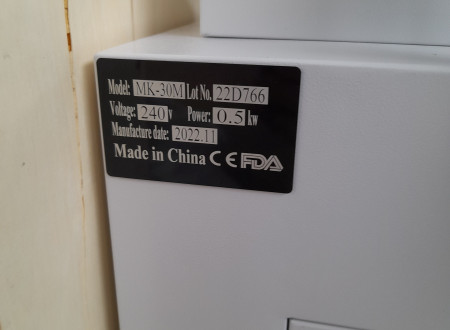 Model: MK-30M Lot No. 22D766
Voltage: 240 v Power: 0.5 kw
Manufacture date: 2022.11
Made in China CE FDA